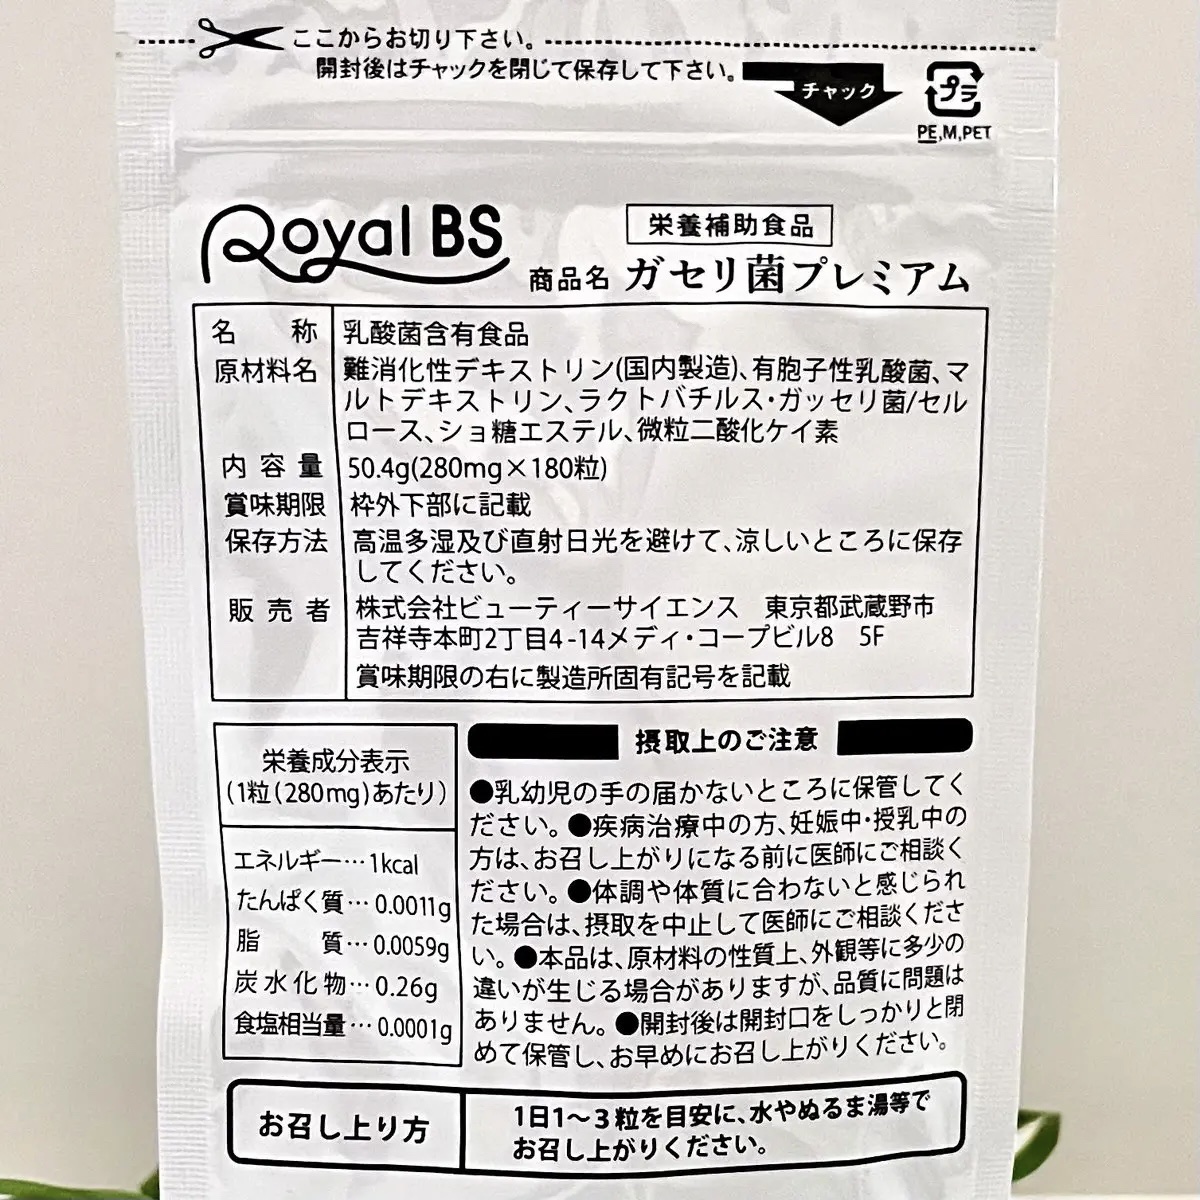 ここからお切り下さい。
開封後はチャックを閉じて保存して下さい。
チャック
プラ
PE,M,PET
Royal BS
栄養補助食品
商品名 ガセリ菌プレミアム
名称 乳酸菌含有食品
原材料名 難消化性デキストリン(国内製造)、有胞子性乳酸菌、マ
ルトデキストリン、ラクトバチルス・ガッセリ菌/セル
ロース、ショ糖エステル、微粒二酸化ケイ素
内容量 50.4g(280mg×180粒)
賞味期限 枠外下部に記載
保存方法 高温多湿及び直射日光を避けて、涼しいところに保存
してください。
販売者 株式会社ビューティーサイエンス 東京都武蔵野市
吉祥寺本町2丁目4-14メディ・コープビル8 5F
賞味期限の右に製造所固有記号を記載
栄養成分表示
(1粒(280mg)あたり)
エネルギー…1kcal
たんぱく質…0.0011g
脂質…0.0059g
炭水化物…0.26g
食塩相当量…0.0001g
摂取上のご注意
●乳幼児の手の届かないところに保管してく
ださい。●疾病治療中の方、妊娠中・授乳中の
方は、お召し上がりになる前に医師にご相談く
ださい。●体調や体質に合わないと感じられ
た場合は、摂取を中止して医師にご相談くださ
い。●本品は、原材料の性質上、外観等に多少の
違いが生じる場合がありますが、品質に問題は
ありません。●開封後は開封口をしっかりと閉
めて保管し、お早めにお召し上がりください。
お召し上り方
1日1～3粒を目安に、水やぬるま湯等で
お召し上がりください。